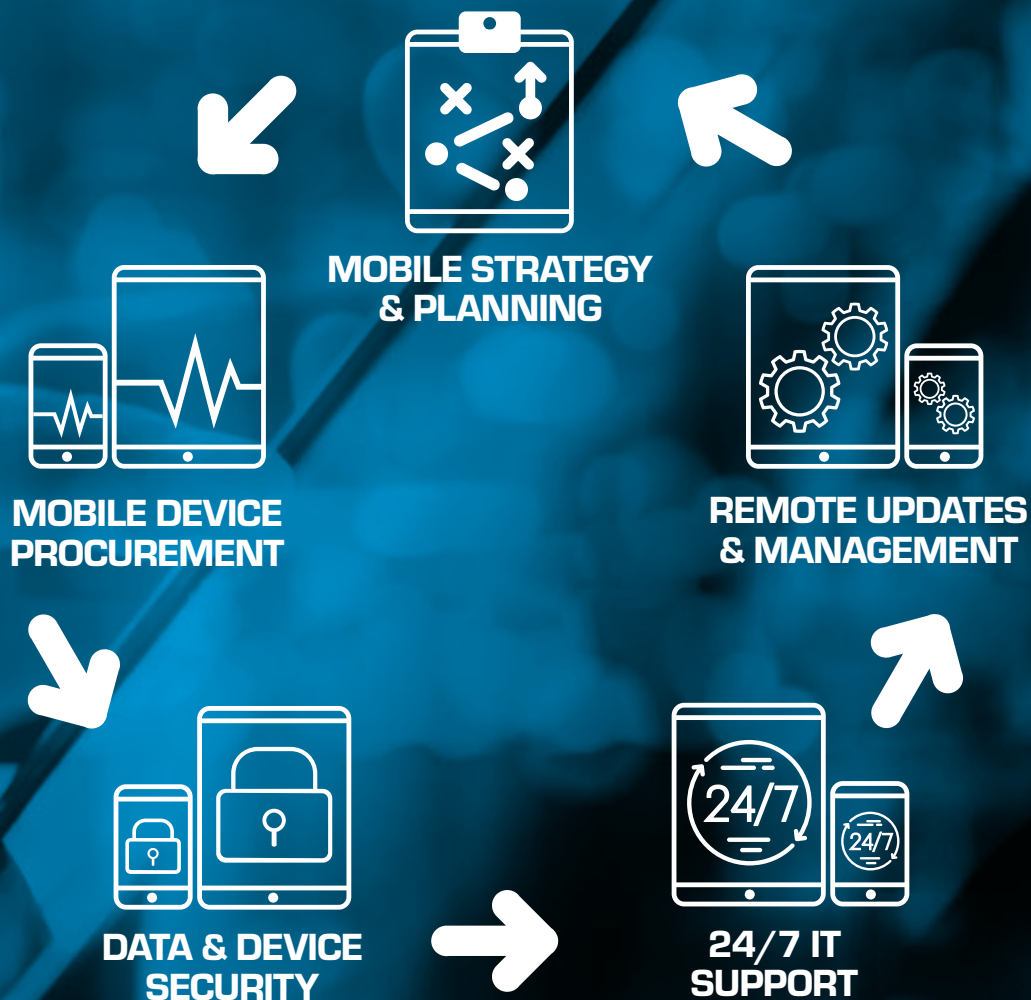 MOBILE STRATEGY
& PLANNING
MOBILE DEVICE
PROCUREMENT
REMOTE UPDATES
& MANAGEMENT
24/7
24/7
DATA & DEVICE
SECURITY
24/7 IT
SUPPORT